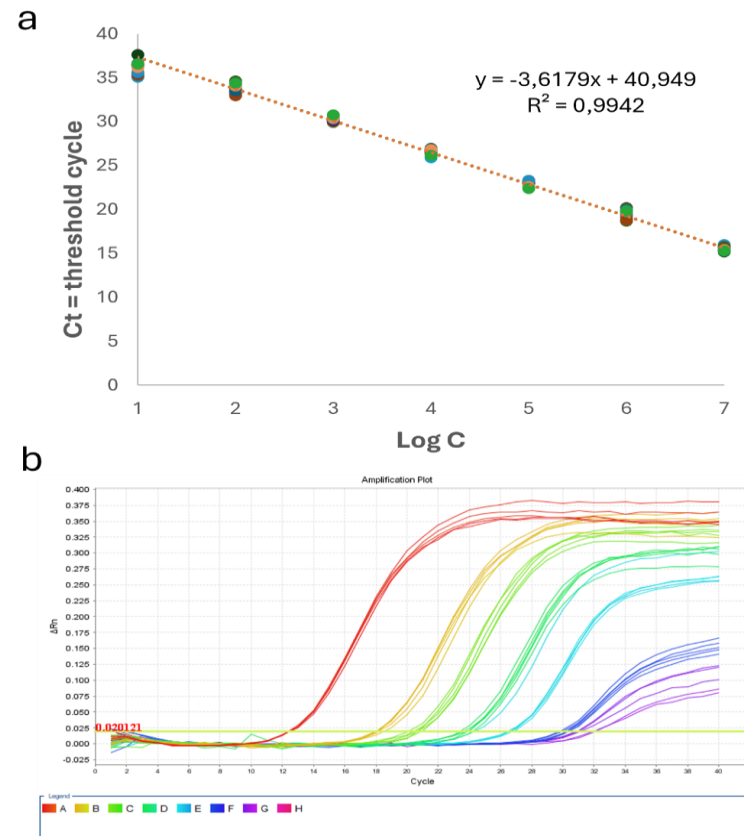 a
40
35
30
25
20
15
10
5
0
Ct = threshold cycle
y = -3,6179x + 40,949
R² = 0,9942
1 2 3 4 5 6 7
Log C
b
Amplification Plot
0.400
0.375
0.350
0.325
0.300
0.275
0.250
0.225
0.200
0.175
0.150
0.125
0.100
0.075
0.050
0.025
0.000
-0.025
ΔRn
0.020121
0 2 4 6 8 10 12 14 16 18 20 22 24 26 28 30 32 34 36 38 40
Cycle
Legend
A B C D E F G H